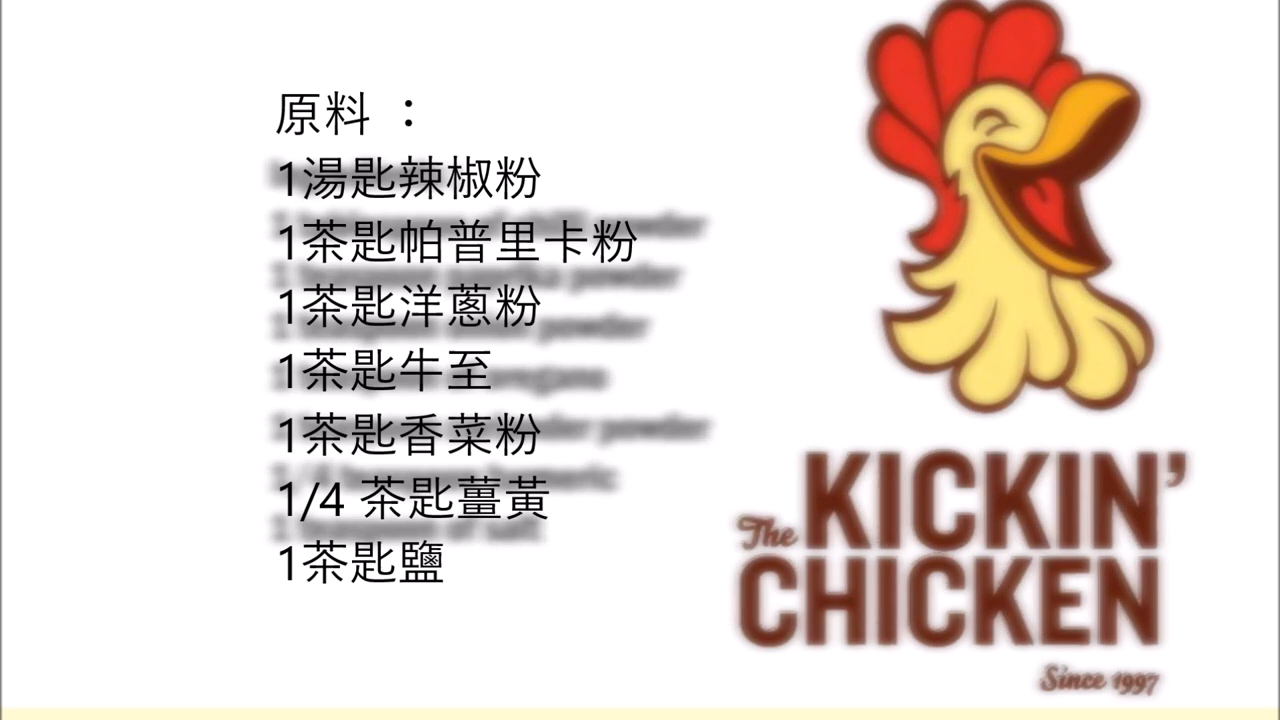 原料 ：
1湯匙辣椒粉
1茶匙帕普里卡粉
1茶匙洋蔥粉
1茶匙牛至
1茶匙香菜粉
1/4 茶匙薑黃
1茶匙鹽
The KICKIN'
CHICKEN
Since 1997